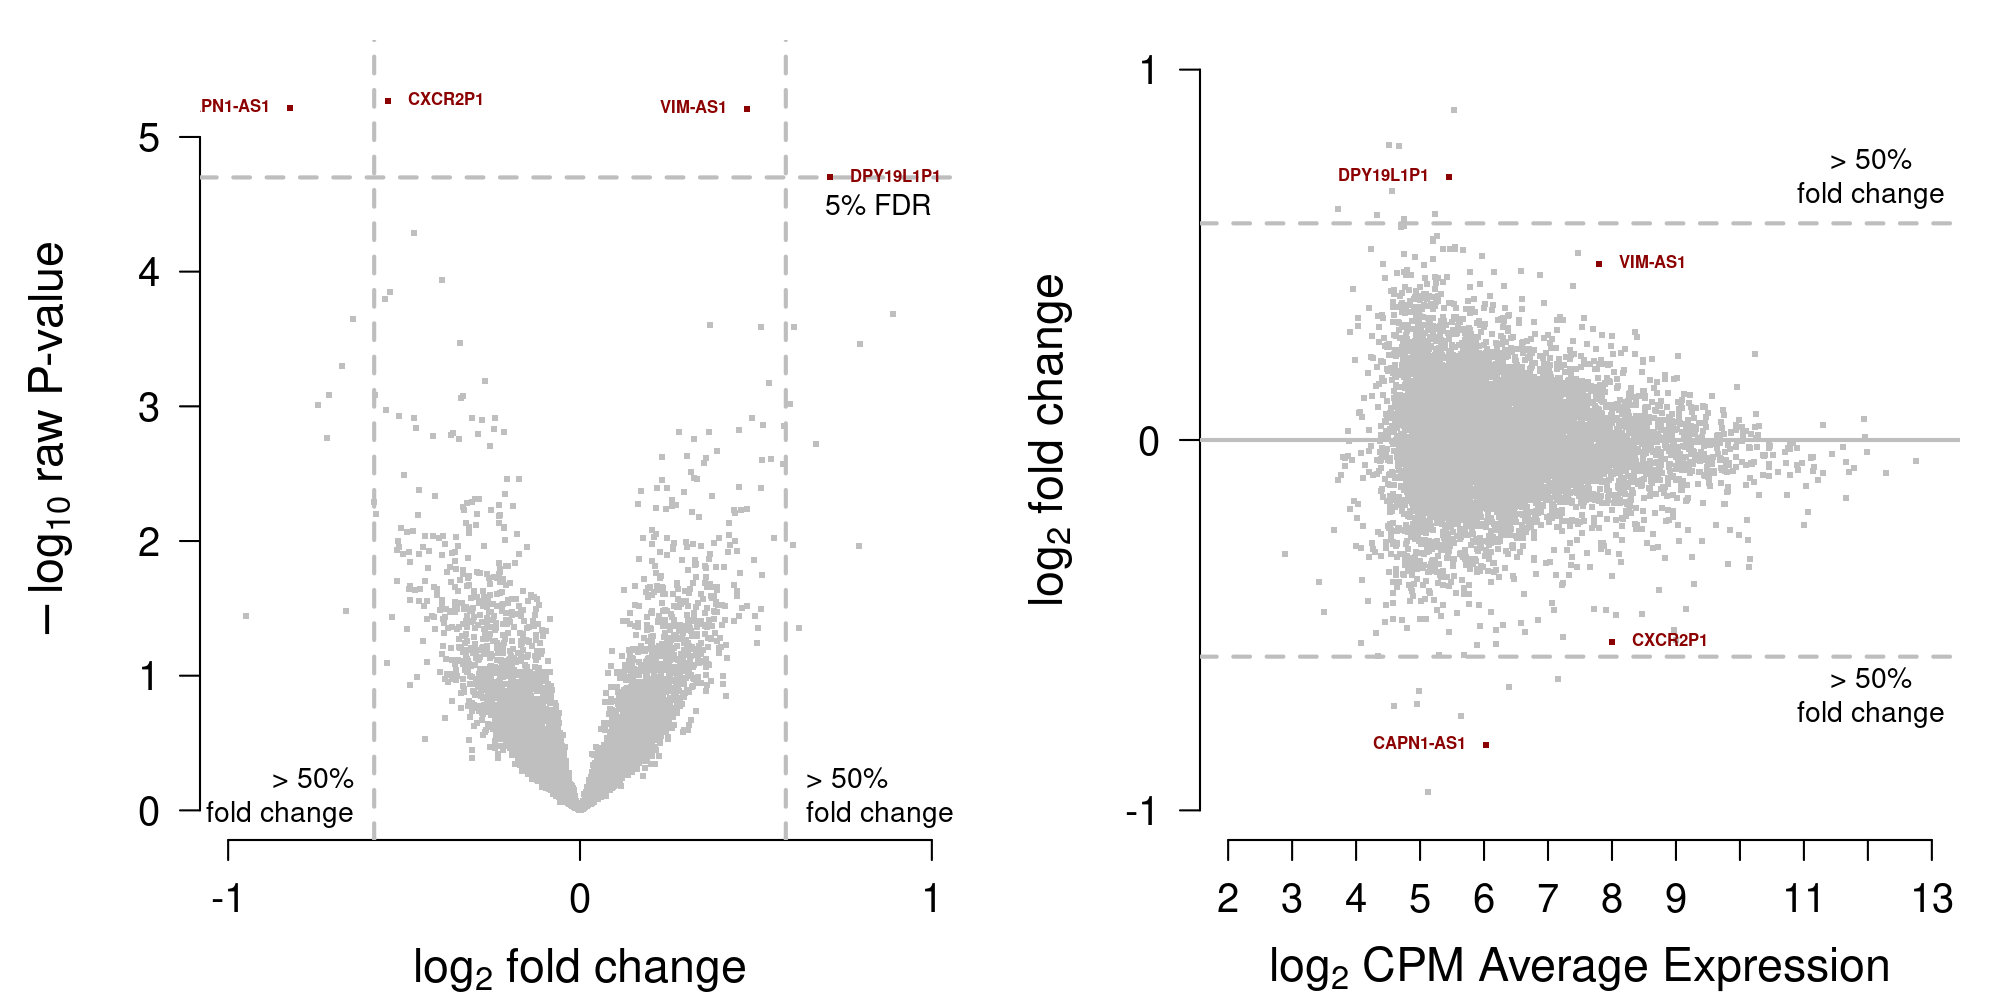 PN1-AS1
CXCR2P1
VIM-AS1
DPY19L1P1
5% FDR
5
4
3
2
1
0
− log10 raw P-value
> 50%
fold change
> 50%
fold change
-1
0
1
log2 fold change
1
0
-1
log2 fold change
> 50%
fold change
DPY19L1P1
VIM-AS1
CXCR2P1
> 50%
fold change
CAPN1-AS1
2 3 4 5 6 7 8 9 11 13
log2 CPM Average Expression